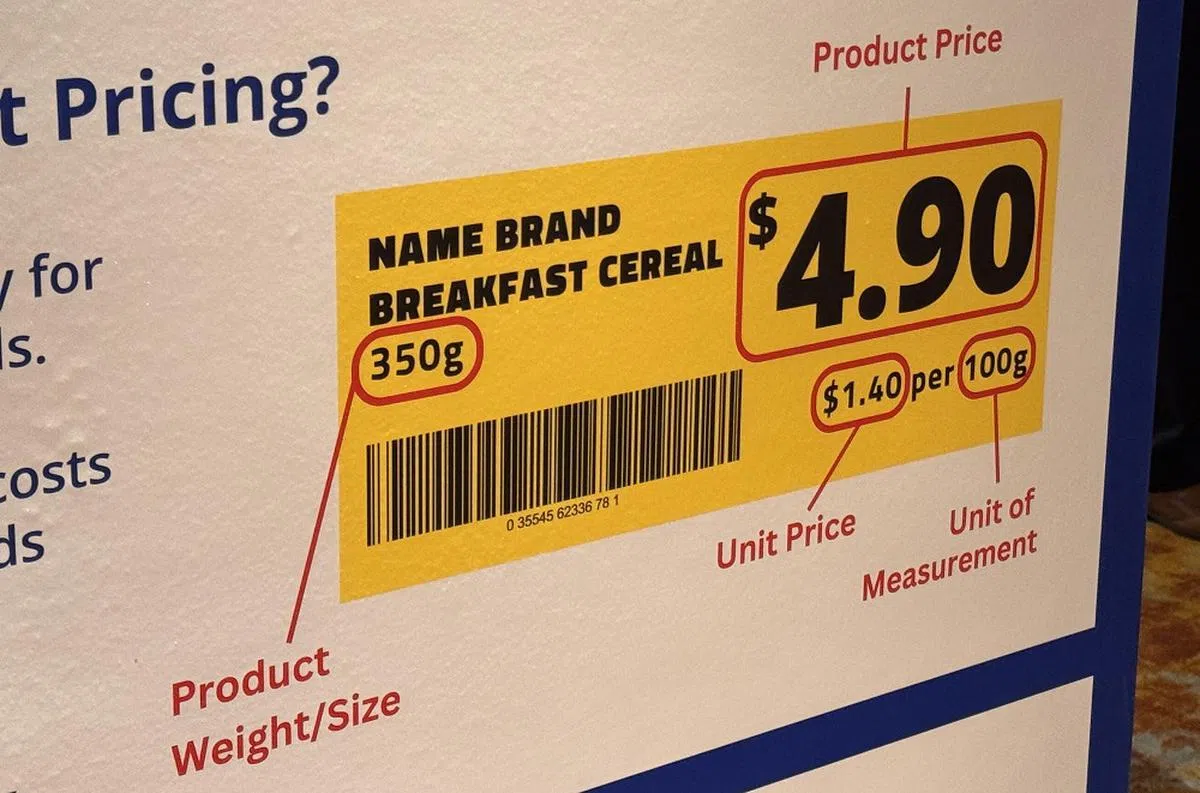 t Pricing?
y for
ls.
costs
ds
Product Price
NAME BRAND
BREAKFAST CEREAL
350g
$4.90
$1.40 per 100g
0 35545 62336 78 1
Unit Price
Unit of
Measurement
Product
Weight/Size